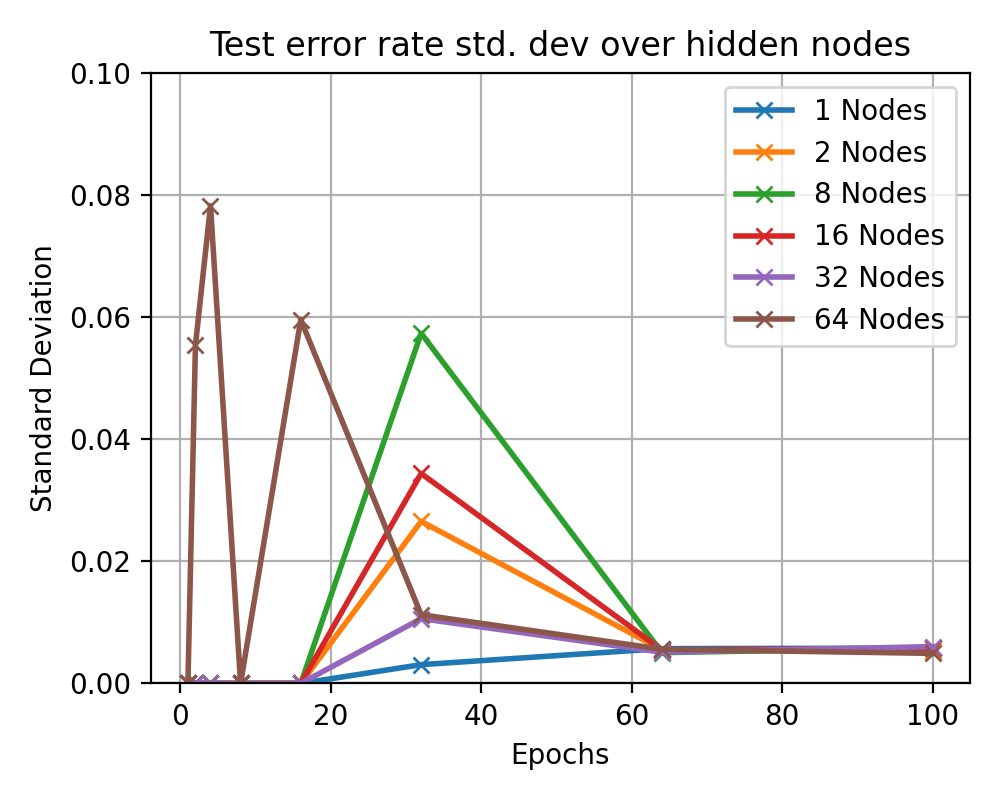 Test error rate std. dev over hidden nodes
0.10
0.08
0.06
0.04
0.02
0.00
Standard Deviation
1 Nodes
2 Nodes
8 Nodes
16 Nodes
32 Nodes
64 Nodes
0 20 40 60 80 100
Epochs